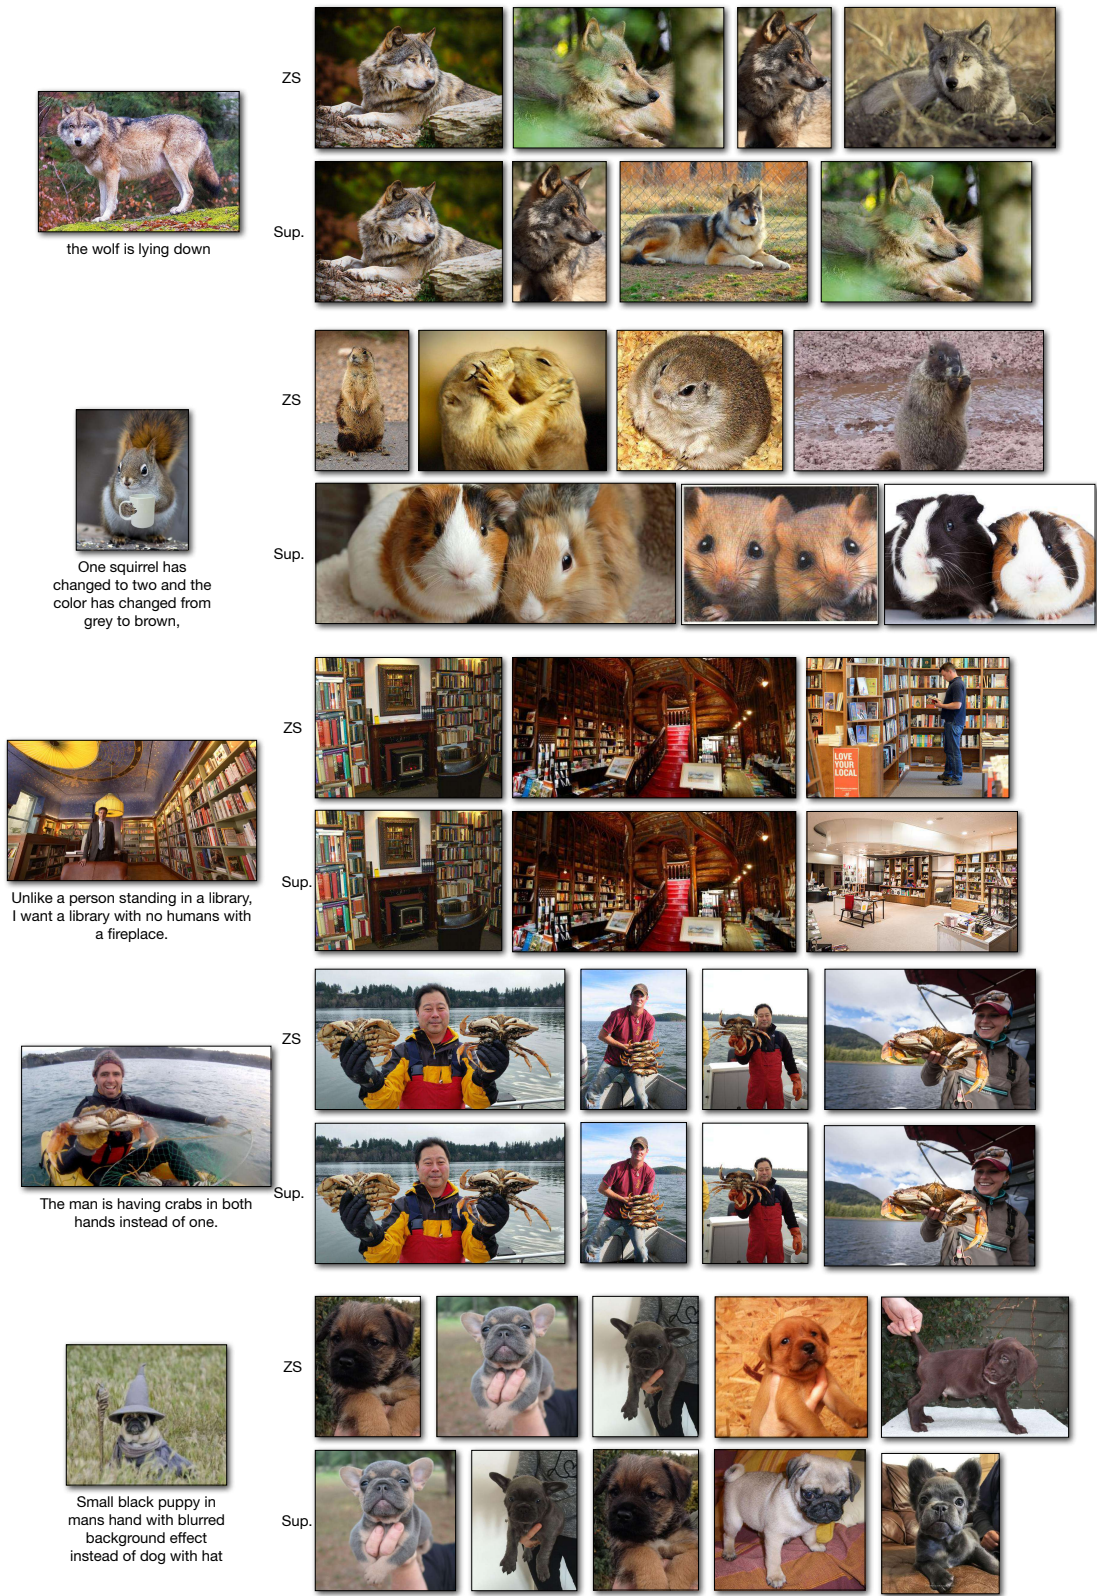 ZS
the wolf is lying down
Sup.
ZS
One squirrel has
changed to two and the
color has changed from
grey to brown,
Sup.
ZS
LOVE
YOUR
LOCAL
Unlike a person standing in a library,
I want a library with no humans with
a fireplace.
Sup.
ZS
The man is having crabs in both
hands instead of one.
Sup.
ZS
Small black puppy in
mans hand with blurred
background effect
instead of dog with hat
Sup.